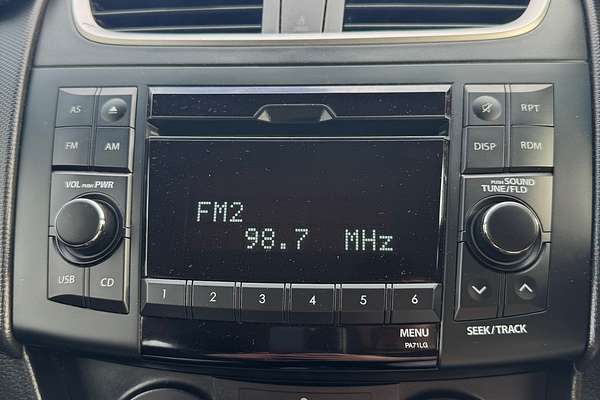 AS
FM AM
VOL PUSH PWR
USB CD
FM2
98.7 MHz
1 2 3 4 5 6
MENU
PA71LG
RPT
DISP RDM
PUSH SOUND
TUNE/FLD
SEEK/TRACK